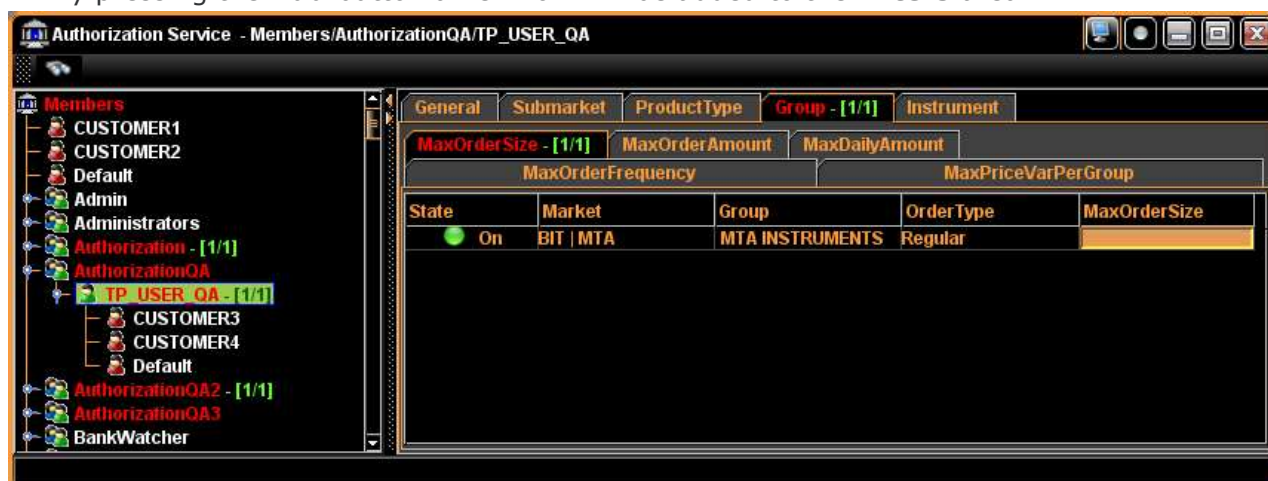 Authorization Service - Members/AuthorizationQA/TP_USER_QA
Members
CUSTOMER1
CUSTOMER2
Default
Admin
Administrators
Authorization - [1/1]
AuthorizationQA
TP_USER_QA - [1/1]
CUSTOMER3
CUSTOMER4
Default
AuthorizationQA2 - [1/1]
AuthorizationQA3
BankWatcher
General Submarket ProductType Group - [1/1] Instrument
MaxOrderSize - [1/1] MaxOrderAmount MaxDailyAmount
MaxOrderFrequency MaxPriceVarPerGroup
State Market Group OrderType MaxOrderSize
On BIT | MTA MTA INSTRUMENTS Regular